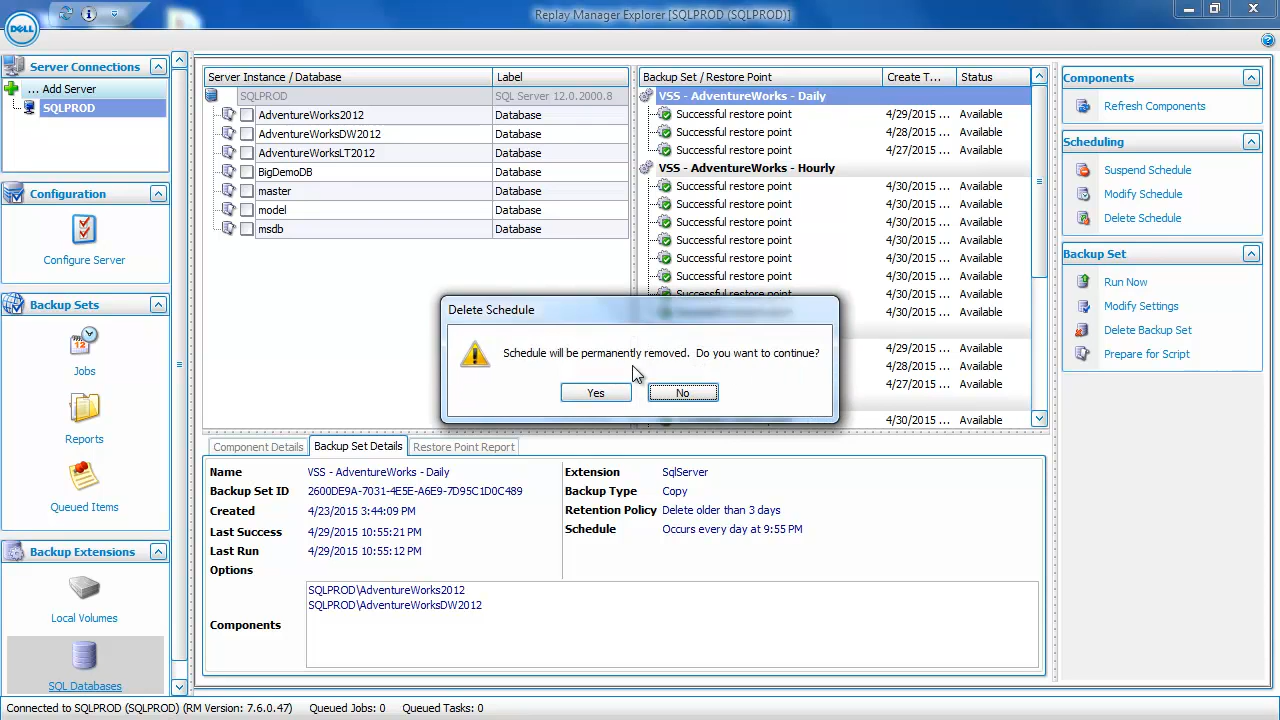 Replay Manager Explorer [SQLPROD (SQLPROD)]
DELL
Server Connections
... Add Server
SQLPROD
Configuration
Configure Server
Backup Sets
Jobs
Reports
Queued Items
Backup Extensions
Local Volumes
SQL Databases
Server Instance / Database Label
SQLPROD SQL Server 12.0.2000.8
AdventureWorks2012 Database
AdventureWorksDW2012 Database
AdventureWorksLT2012 Database
BigDemoDB Database
master Database
model Database
msdb Database
Backup Set / Restore Point Create T... Status
VSS - AdventureWorks - Daily
Successful restore point 4/29/2015 ... Available
Successful restore point 4/28/2015 ... Available
Successful restore point 4/27/2015 ... Available
VSS - AdventureWorks - Hourly
Successful restore point 4/30/2015 ... Available
Successful restore point 4/30/2015 ... Available
Successful restore point 4/30/2015 ... Available
Successful restore point 4/30/2015 ... Available
Successful restore point 4/30/2015 ... Available
Successful restore point 4/30/2015 ... Available
Successful restore point 4/30/2015 ... Available
4/30/2015 ... Available
4/29/2015 ... Available
4/28/2015 ... Available
4/27/2015 ... Available
4/30/2015 ... Available
Delete Schedule
Schedule will be permanently removed. Do you want to continue?
Yes No
Components
Refresh Components
Scheduling
Suspend Schedule
Modify Schedule
Delete Schedule
Backup Set
Run Now
Modify Settings
Delete Backup Set
Prepare for Script
Component Details Backup Set Details Restore Point Report
Name VSS - AdventureWorks - Daily
Backup Set ID 2600DE9A-7031-4E5E-A6E9-7D95C1D0C489
Created 4/23/2015 3:44:09 PM
Last Success 4/29/2015 10:55:21 PM
Last Run 4/29/2015 10:55:12 PM
Options
Extension SqlServer
Backup Type Copy
Retention Policy Delete older than 3 days
Schedule Occurs every day at 9:55 PM
Components
SQLPROD\AdventureWorks2012
SQLPROD\AdventureWorksDW2012
Connected to SQLPROD (SQLPROD) (RM Version: 7.6.0.47) Queued Jobs: 0 Queued Tasks: 0